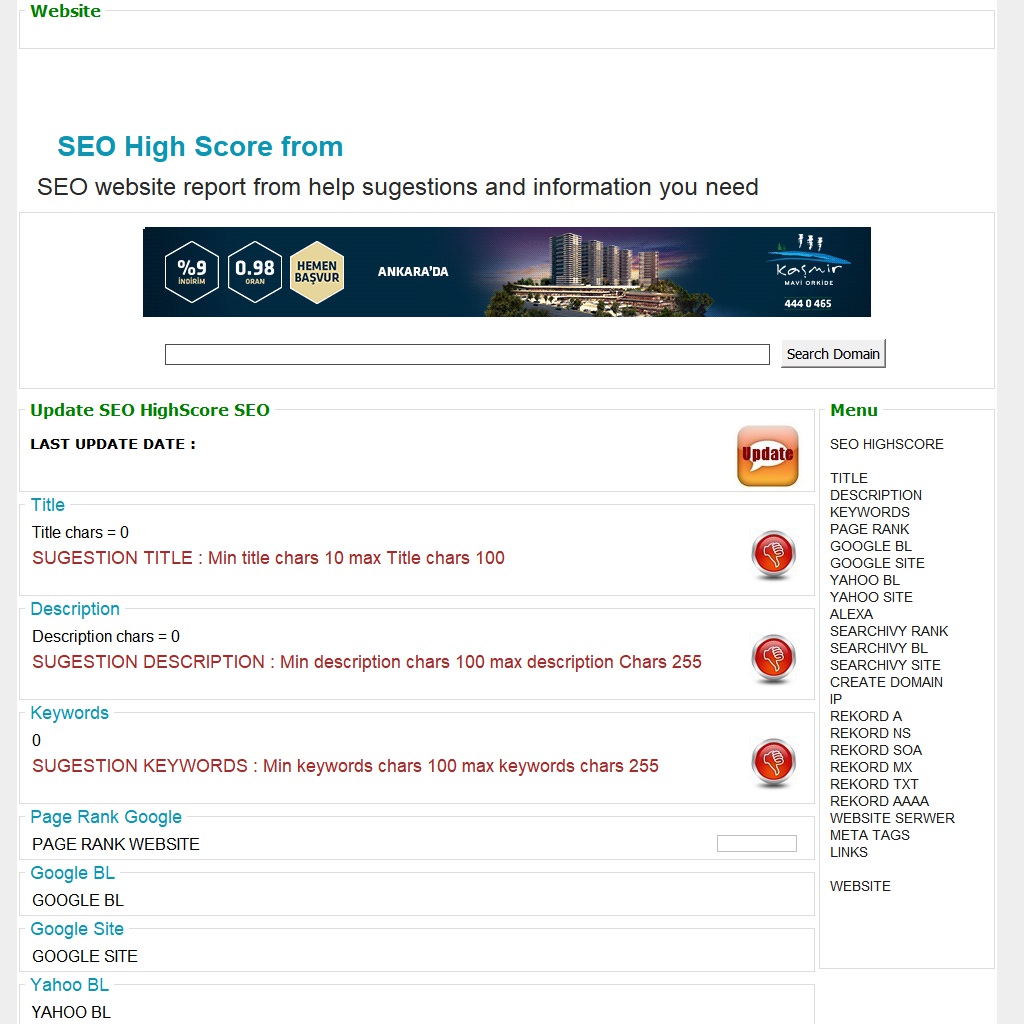 Website
SEO High Score from
SEO website report from help sugestions and information you need
%9
İNDİRİM
0.98
ORAN
HEMEN
BAŞVUR
ANKARA'DA
Kaşmir
MAVİ ORKİDE
444 0 465
Search Domain
Update SEO HighScore SEO
LAST UPDATE DATE :
Update
Title
Title chars = 0
SUGESTION TITLE : Min title chars 10 max Title chars 100
Description
Description chars = 0
SUGESTION DESCRIPTION : Min description chars 100 max description Chars 255
Keywords
0
SUGESTION KEYWORDS : Min keywords chars 100 max keywords chars 255
Page Rank Google
PAGE RANK WEBSITE
Google BL
GOOGLE BL
Google Site
GOOGLE SITE
Yahoo BL
YAHOO BL
Menu
SEO HIGHSCORE
TITLE
DESCRIPTION
KEYWORDS
PAGE RANK
GOOGLE BL
GOOGLE SITE
YAHOO BL
YAHOO SITE
ALEXA
SEARCHIVY RANK
SEARCHIVY BL
SEARCHIVY SITE
CREATE DOMAIN
IP
REKORD A
REKORD NS
REKORD SOA
REKORD MX
REKORD TXT
REKORD AAAA
WEBSITE SERWER
META TAGS
LINKS
WEBSITE